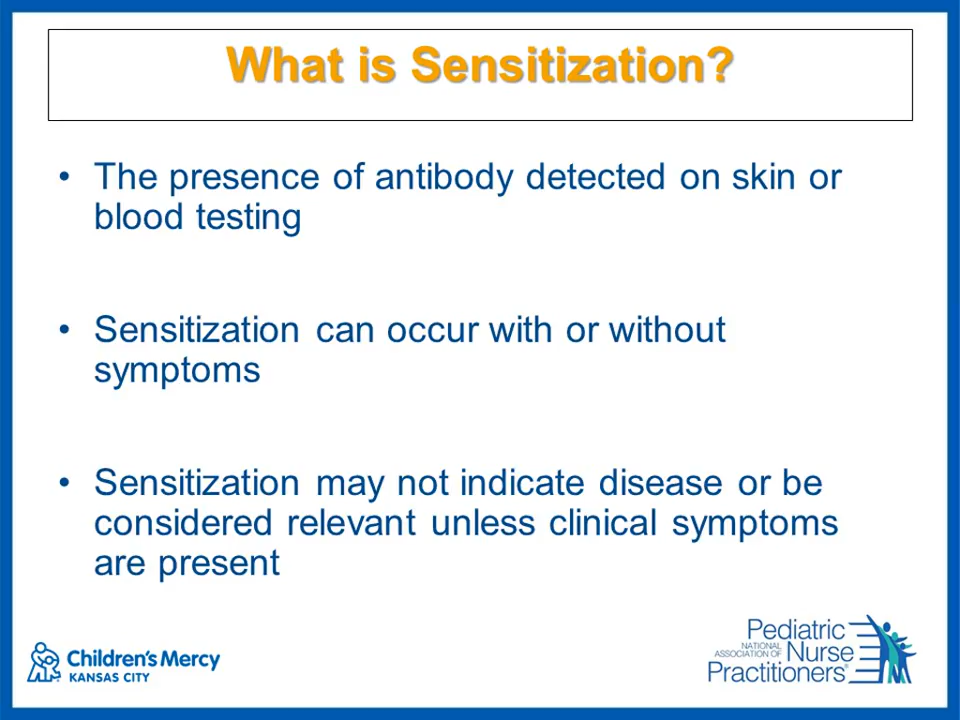 What is Sensitization?
• The presence of antibody detected on skin or
blood testing
• Sensitization can occur with or without
symptoms
• Sensitization may not indicate disease or be
considered relevant unless clinical symptoms
are present
Children's Mercy
KANSAS CITY
Pediatric
NATIONAL
ASSOCIATION OF
Nurse
Practitioners®